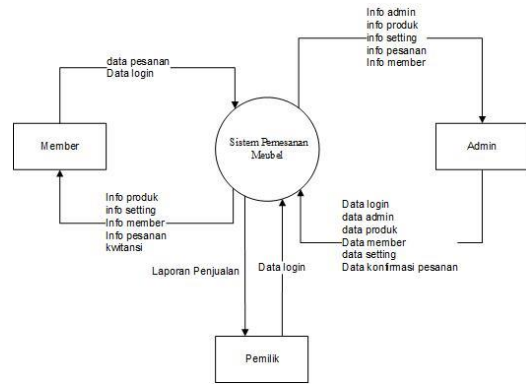 Info admin
info produk
info setting
info pesanan
Info member
data pesanan
Data login
Member
Sistem Pemesanan
Meubel
Admin
Info produk
info setting
Info member
Info pesanan
kwitansi
Data login
data admin
data produk
Data member
data setting
Data konfirmasi pesanan
Laporan Penjualan
Data login
Pemilik